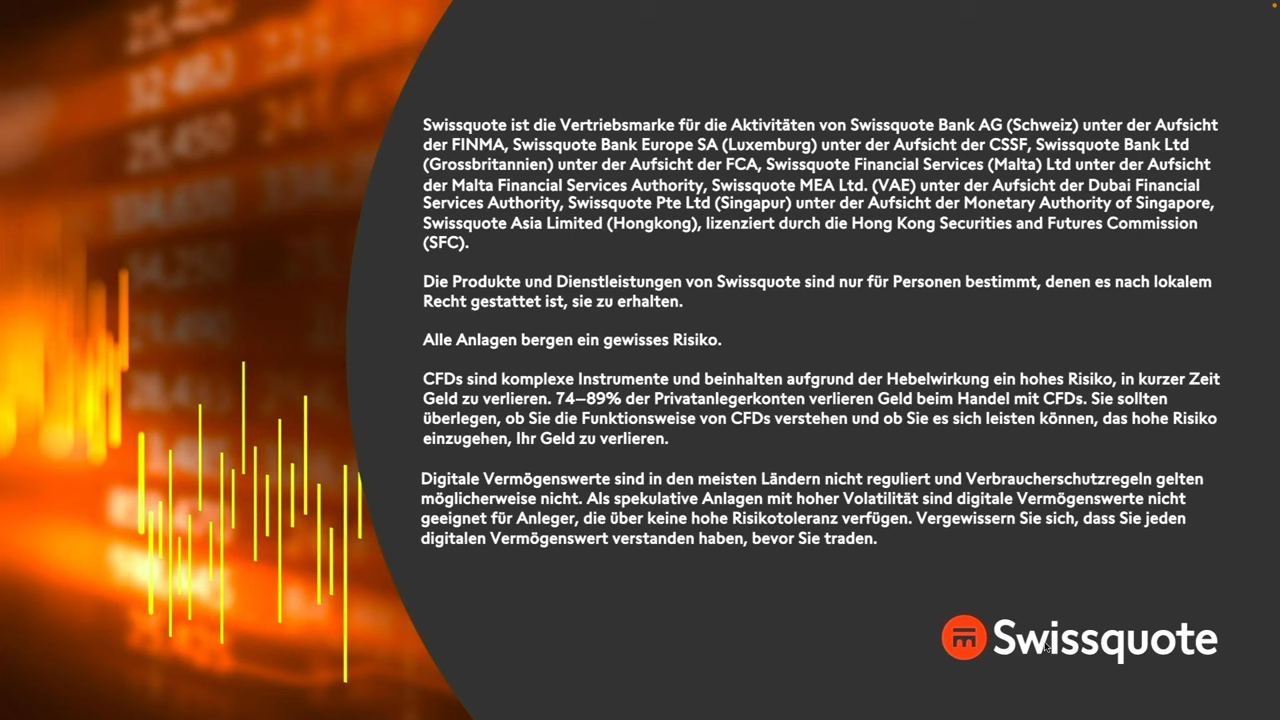 Swissquote ist die Vertriebsmarke für die Aktivitäten von Swissquote Bank AG (Schweiz) unter der Aufsicht
der FINMA, Swissquote Bank Europe SA (Luxemburg) unter der Aufsicht der CSSF, Swissquote Bank Ltd
(Grossbritannien) unter der Aufsicht der FCA, Swissquote Financial Services (Malta) Ltd unter der Aufsicht
der Malta Financial Services Authority, Swissquote MEA Ltd. (VAE) unter der Aufsicht der Dubai Financial
Services Authority, Swissquote Pte Ltd (Singapur) unter der Aufsicht der Monetary Authority of Singapore,
Swissquote Asia Limited (Hongkong), lizenziert durch die Hong Kong Securities and Futures Commission
(SFC).
Die Produkte und Dienstleistungen von Swissquote sind nur für Personen bestimmt, denen es nach lokalem
Recht gestattet ist, sie zu erhalten.
Alle Anlagen bergen ein gewisses Risiko.
CFDs sind komplexe Instrumente und beinhalten aufgrund der Hebelwirkung ein hohes Risiko, in kurzer Zeit
Geld zu verlieren. 74–89% der Privatanlegerkonten verlieren Geld beim Handel mit CFDs. Sie sollten
überlegen, ob Sie die Funktionsweise von CFDs verstehen und ob Sie es sich leisten können, das hohe Risiko
einzugehen, Ihr Geld zu verlieren.
Digitale Vermögenswerte sind in den meisten Ländern nicht reguliert und Verbraucherschutzregeln gelten
möglicherweise nicht. Als spekulative Anlagen mit hoher Volatilität sind digitale Vermögenswerte nicht
geeignet für Anleger, die über keine hohe Risikotoleranz verfügen. Vergewissern Sie sich, dass Sie jeden
digitalen Vermögenswert verstanden haben, bevor Sie traden.
Swissquote